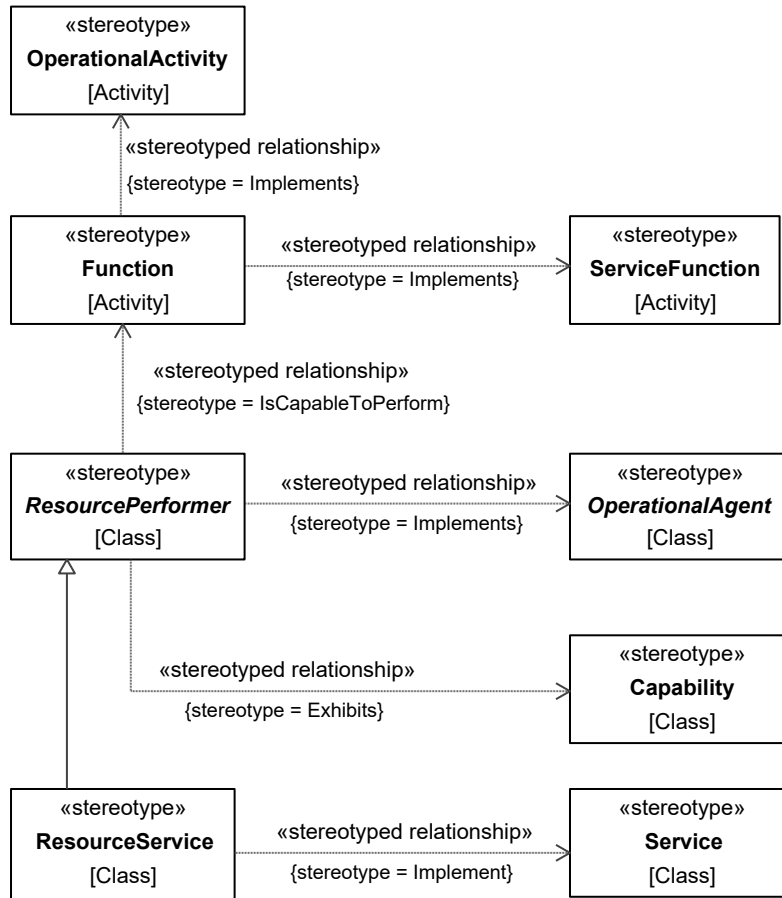 «stereotype»
OperationalActivity
[Activity]
«stereotyped relationship»
{stereotype = Implements}
«stereotype»
Function
[Activity]
«stereotyped relationship»
{stereotype = Implements}
«stereotype»
ServiceFunction
[Activity]
«stereotyped relationship»
{stereotype = IsCapableToPerform}
«stereotype»
ResourcePerformer
[Class]
«stereotyped relationship»
{stereotype = Implements}
«stereotype»
OperationalAgent
[Class]
«stereotyped relationship»
{stereotype = Exhibits}
«stereotype»
Capability
[Class]
«stereotype»
ResourceService
[Class]
«stereotyped relationship»
{stereotype = Implement}
«stereotype»
Service
[Class]